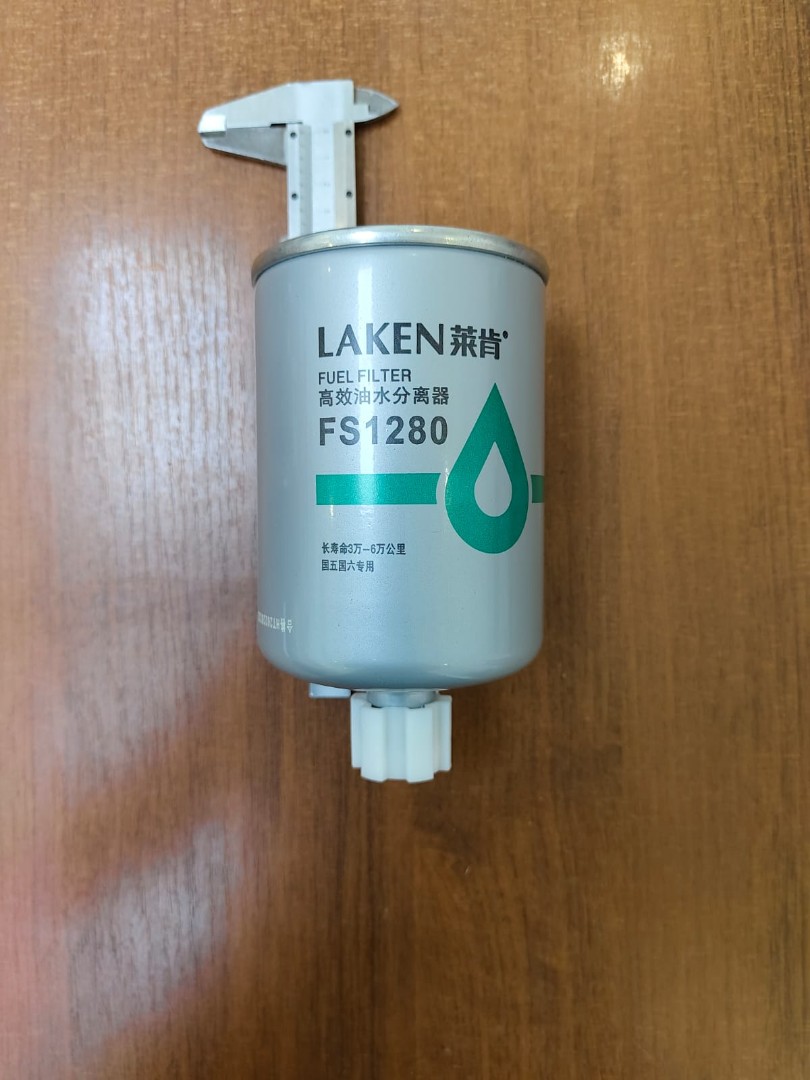 LAKEN莱肯
FUEL FILTER
高效油水分离器
FS1280
长寿命3万-6万公里
国五国六专用